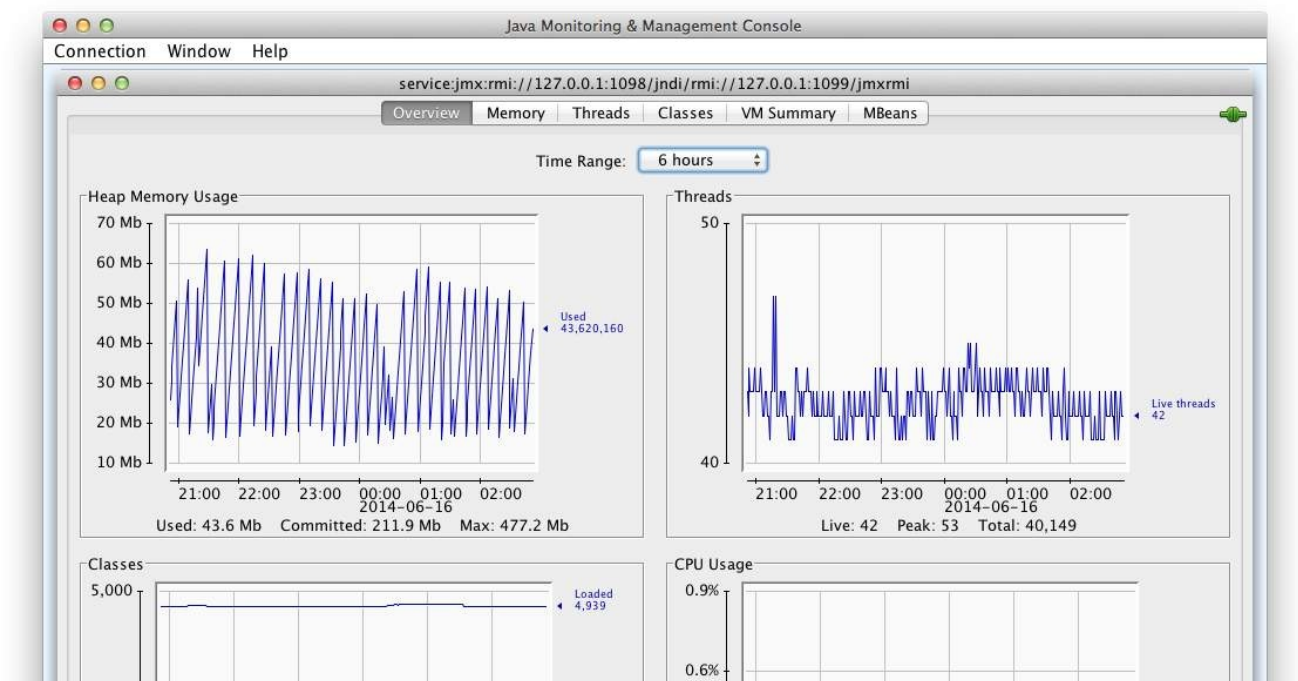 Java Monitoring & Management Console
Connection Window Help
service:jmx:rmi://127.0.0.1:1098/jndi/rmi://127.0.0.1:1099/jmxrmi
Overview Memory Threads Classes VM Summary MBeans
Time Range: 6 hours
Heap Memory Usage
70 Mb
60 Mb
50 Mb
40 Mb
30 Mb
20 Mb
10 Mb
Used
43,620,160
21:00 22:00 23:00 00:00 01:00 02:00
2014-06-16
Used: 43.6 Mb Committed: 211.9 Mb Max: 477.2 Mb
Threads
50
40
Live threads
42
21:00 22:00 23:00 00:00 01:00 02:00
2014-06-16
Live: 42 Peak: 53 Total: 40,149
Classes
5,000
Loaded
4,939
CPU Usage
0.9%
0.6%